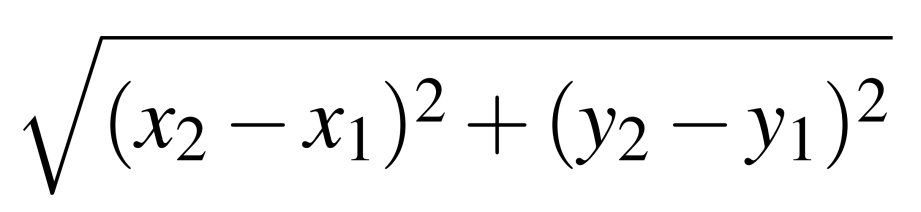 √((x₂ − x₁)² + (y₂ − y₁)²)